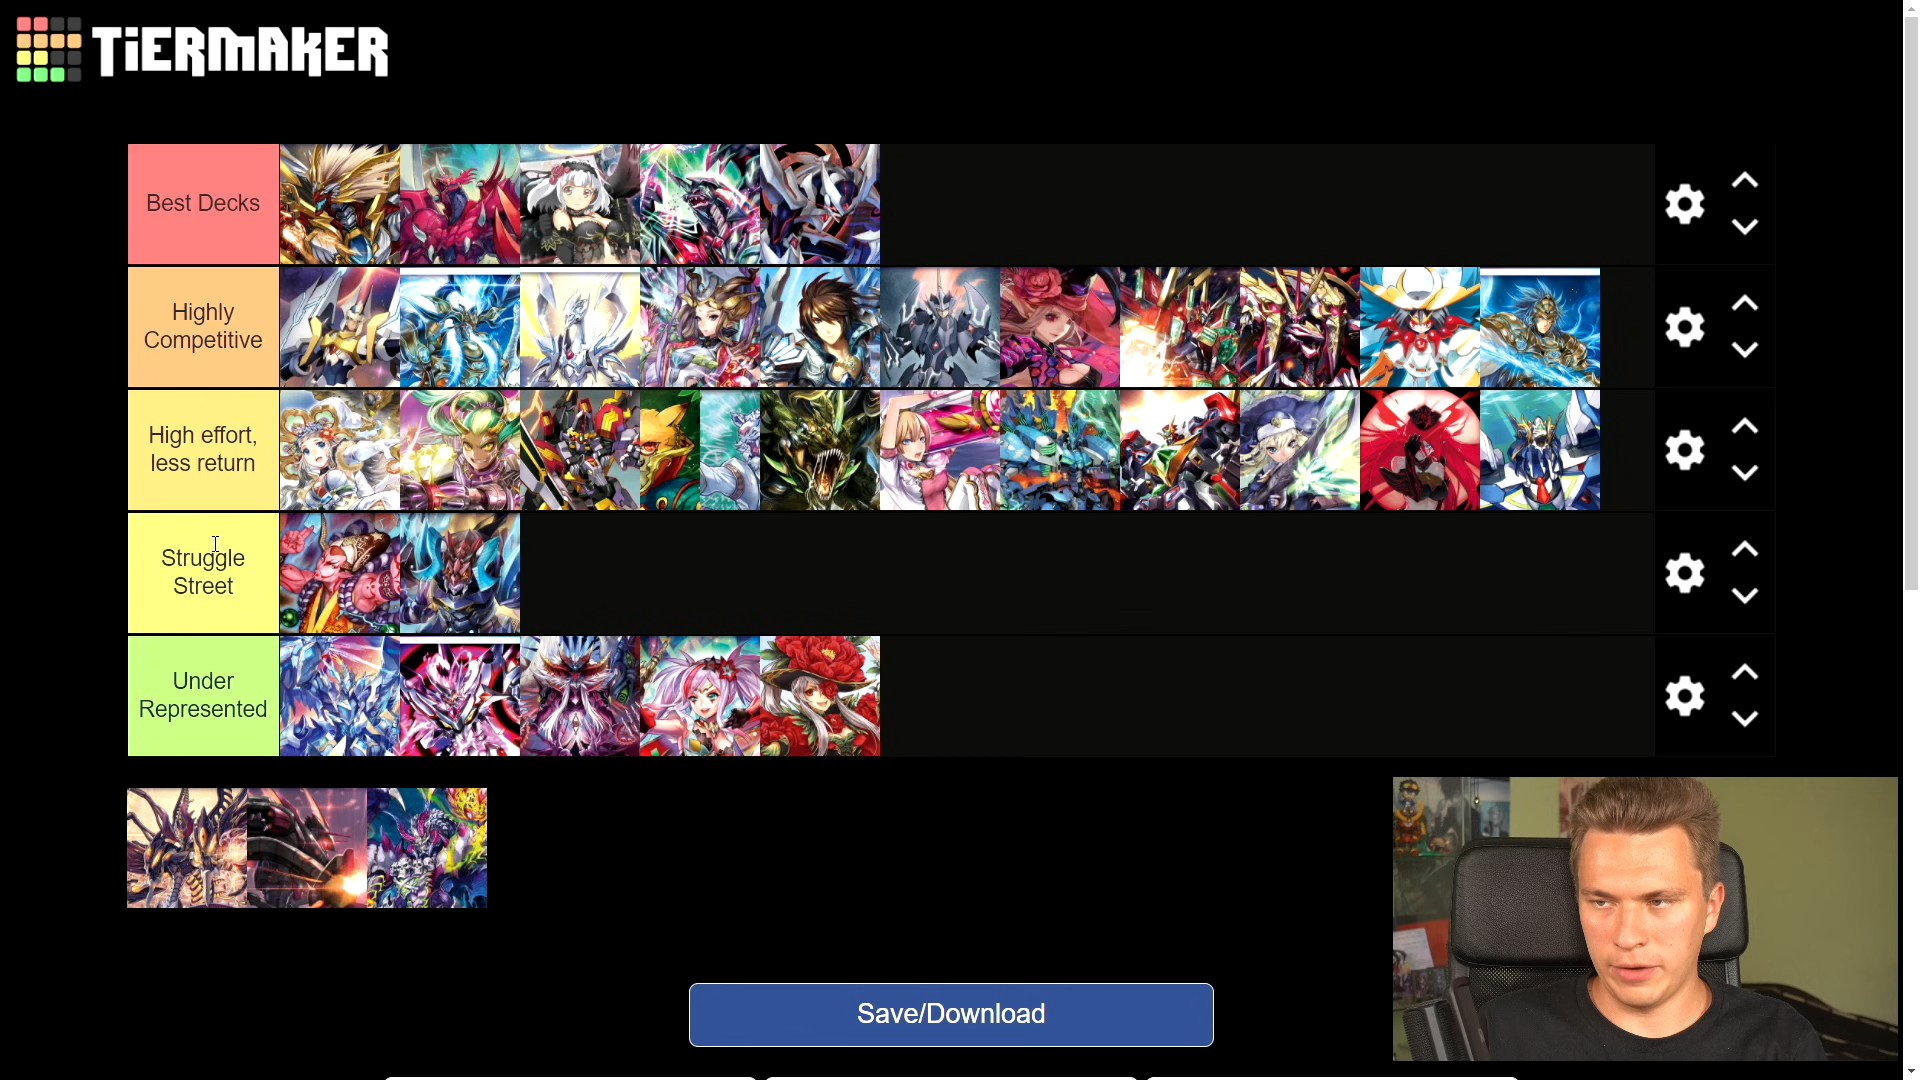 TiERMAKER
Best Decks
Highly
Competitive
High effort,
less return
Struggle
Street
Under
Represented
Save/Download